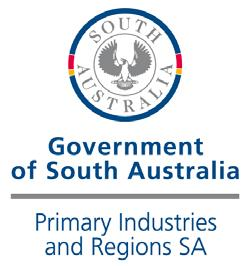 SOUTH
AUSTRALIA
Government
of South Australia
Primary Industries
and Regions SA